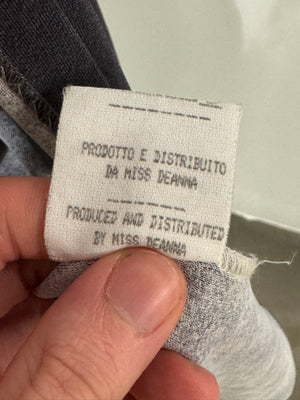 PRODOTTO E DISTRIBUITO
DA MISS DEANNA
PRODUCED AND DISTRIBUTED
BY MISS DEANNA